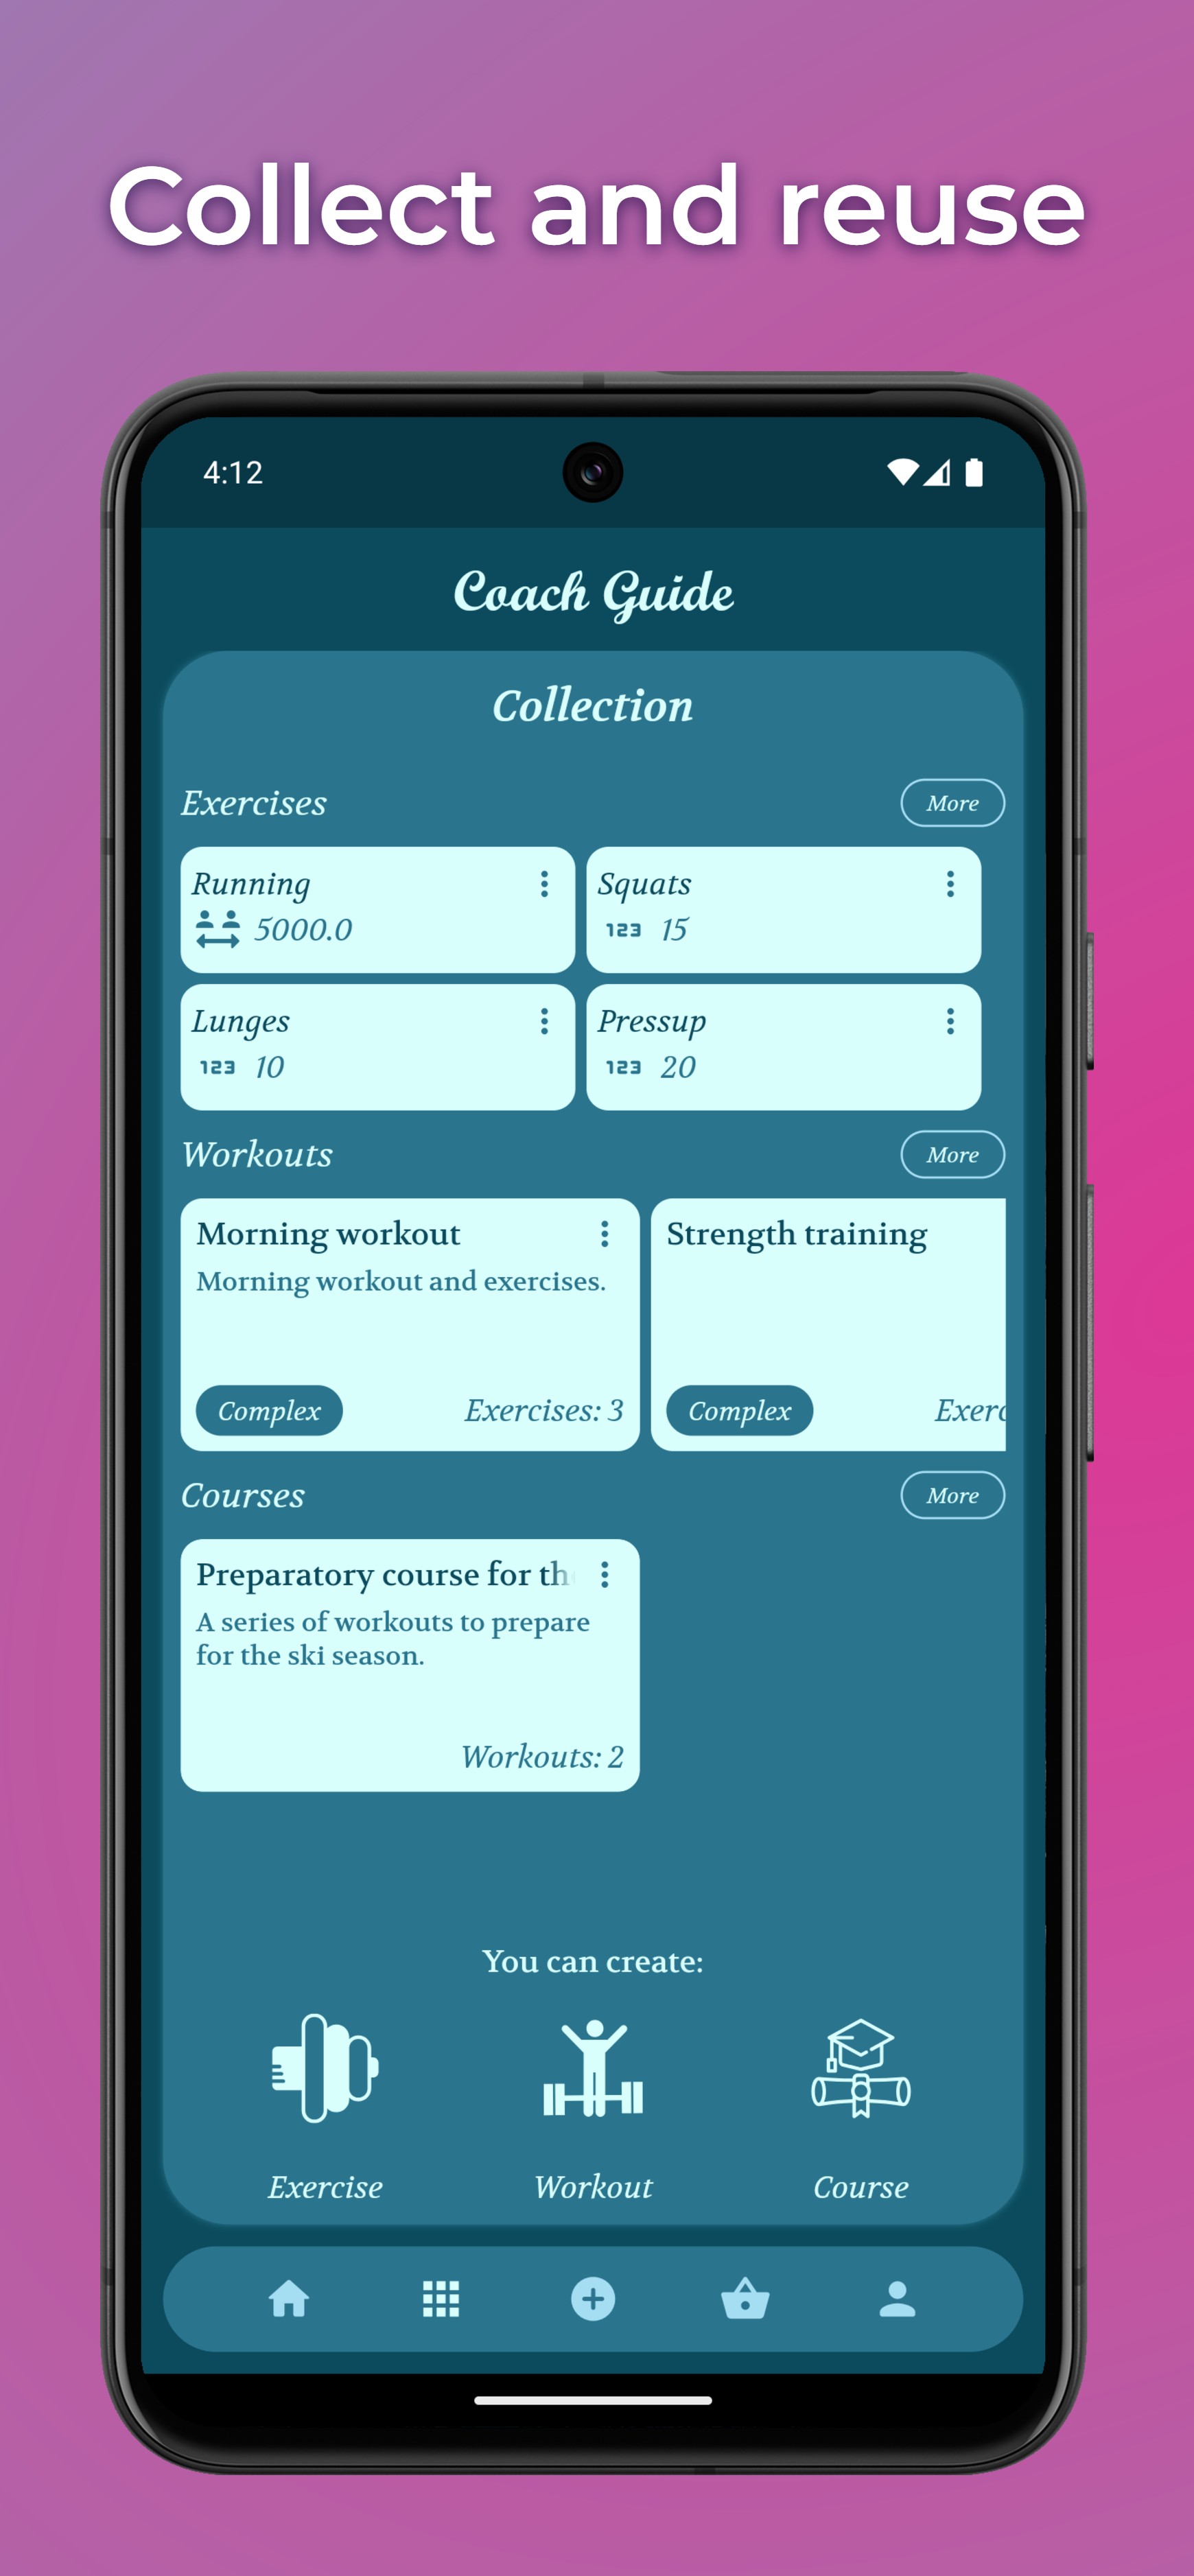 Collect and reuse
4:12
Coach Guide
Collection
Exercises
More
Running
5000.0
Squats
123 15
Lunges
123 10
Pressup
123 20
Workouts
More
Morning workout
Morning workout and exercises.
Complex
Exercises: 3
Strength training
Complex
Exerc
Courses
More
Preparatory course for th
A series of workouts to prepare
for the ski season.
Workouts: 2
You can create:
Exercise
Workout
Course